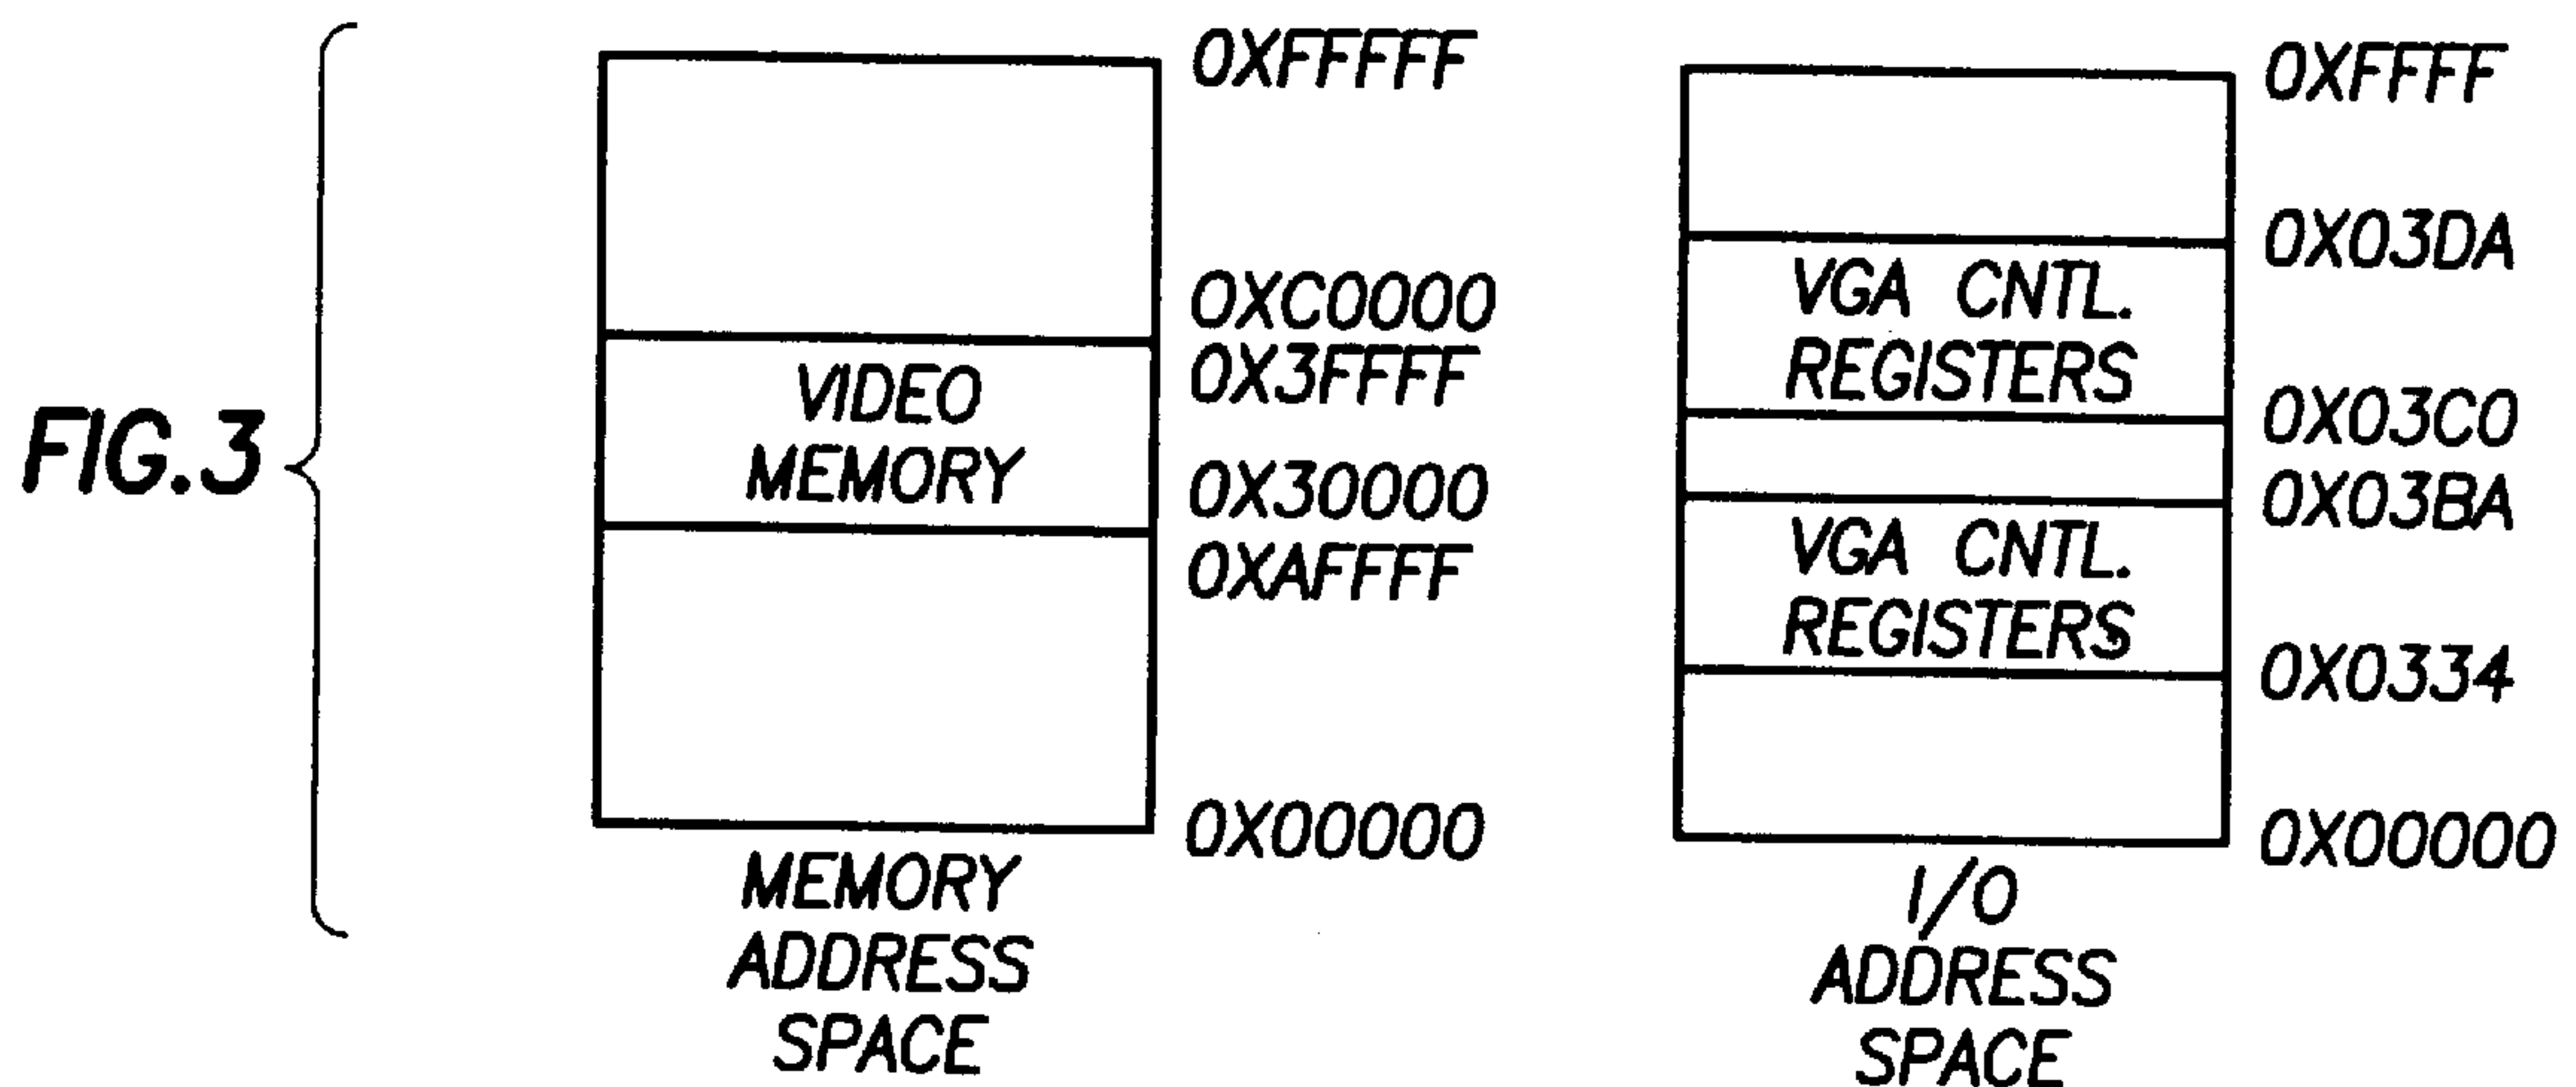 FIG.3
0XFFFFF
0XC0000
0X3FFFF
VIDEO
MEMORY
0X30000
0XAFFFF
0X00000
MEMORY
ADDRESS
SPACE
0XFFFF
0X03DA
VGA CNTL.
REGISTERS
0X03C0
0X03BA
VGA CNTL.
REGISTERS
0X0334
0X00000
I/O
ADDRESS
SPACE